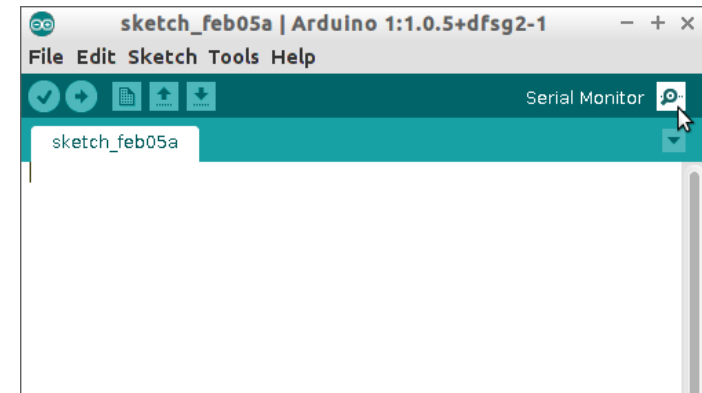 sketch_feb05a | Arduino 1:1.0.5+dfsg2-1
File Edit Sketch Tools Help
Serial Monitor
sketch_feb05a